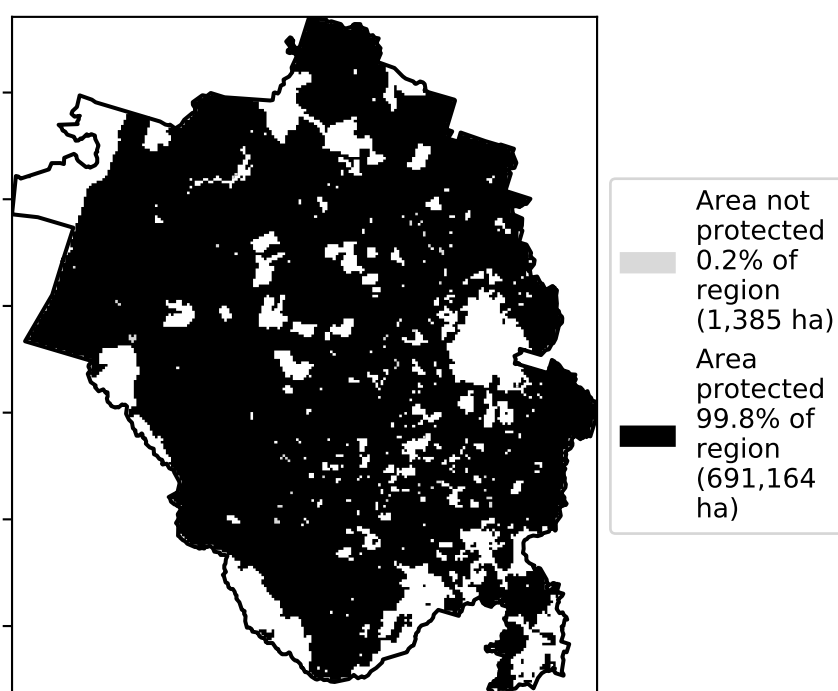 Area not
protected
0.2% of
region
(1,385 ha)
Area
protected
99.8% of
region
(691,164
ha)